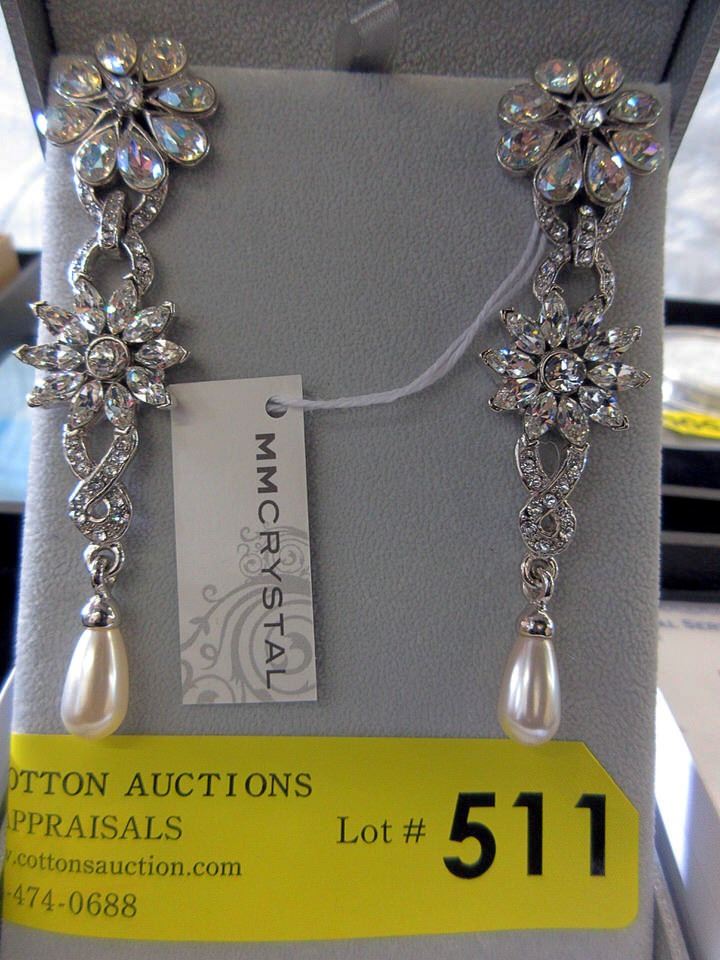 MMCRYSTAL
OTTON AUCTIONS
APPRAISALS
.cottonsauction.com
-474-0688
Lot # 511